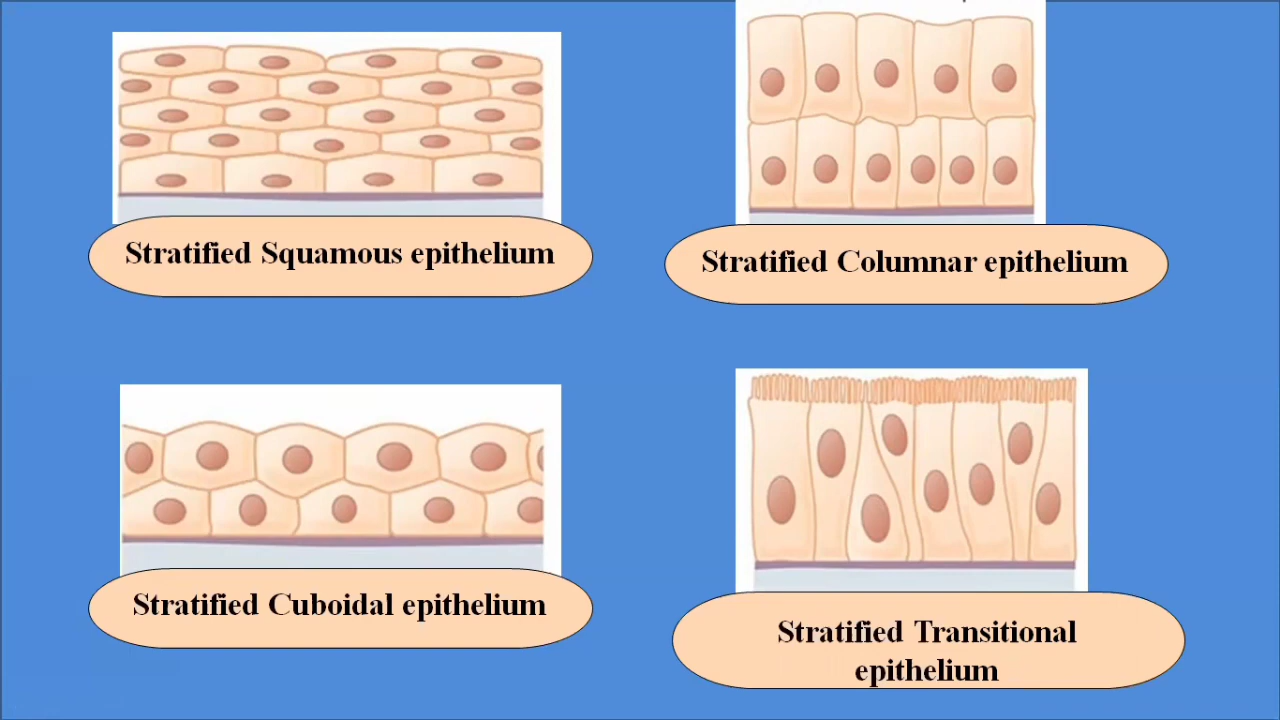 Stratified Squamous epithelium
Stratified Columnar epithelium
Stratified Cuboidal epithelium
Stratified Transitional
epithelium